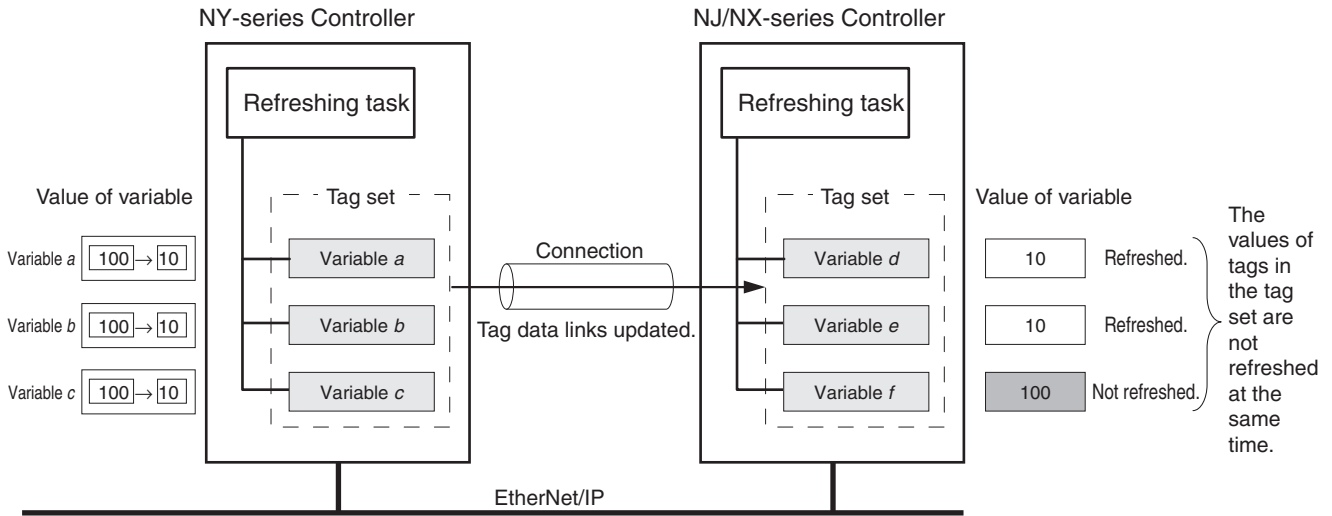 NY-series Controller
NJ/NX-series Controller
Refreshing task
Refreshing task
Value of variable
Tag set
Tag set
Value of variable
Variable a
100 → 10
Variable a
Connection
Variable d
10
Refreshed.
Variable b
100 → 10
Variable b
Tag data links updated.
Variable e
10
Refreshed.
Variable c
100 → 10
Variable c
Variable f
100
Not refreshed.
The
values of
tags in
the tag
set are
not
refreshed
at the
same
time.
EtherNet/IP